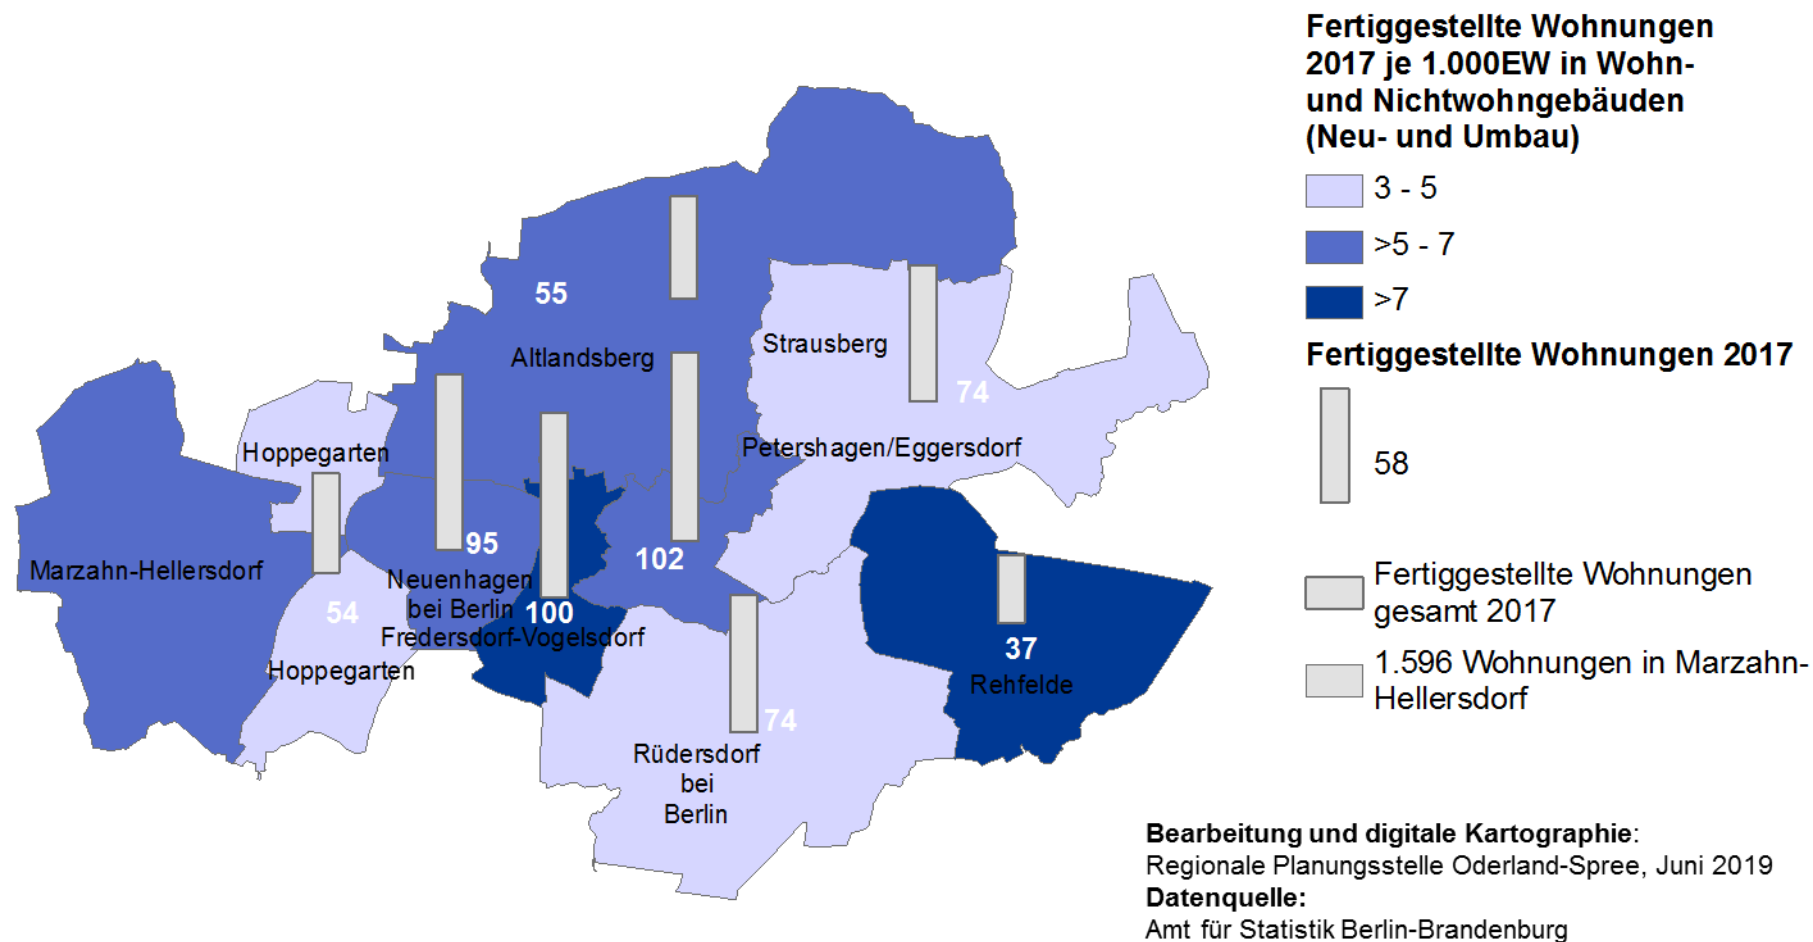 Fertiggestellte Wohnungen
2017 je 1.000EW in Wohn-
und Nichtwohngebäuden
(Neu- und Umbau)
3 - 5
>5 - 7
>7
Fertiggestellte Wohnungen 2017
58
Fertiggestellte Wohnungen
gesamt 2017
1.596 Wohnungen in Marzahn-
Hellersdorf
55
Altlandsberg
Strausberg
74
Hoppegarten
Petershagen/Eggersdorf
Marzahn-Hellersdorf
95
102
Neuenhagen
bei Berlin
100
54
Fredersdorf-Vogelsdorf
Hoppegarten
37
Rehfelde
74
Rüdersdorf
bei
Berlin
Bearbeitung und digitale Kartographie:
Regionale Planungsstelle Oderland-Spree, Juni 2019
Datenquelle:
Amt für Statistik Berlin-Brandenburg